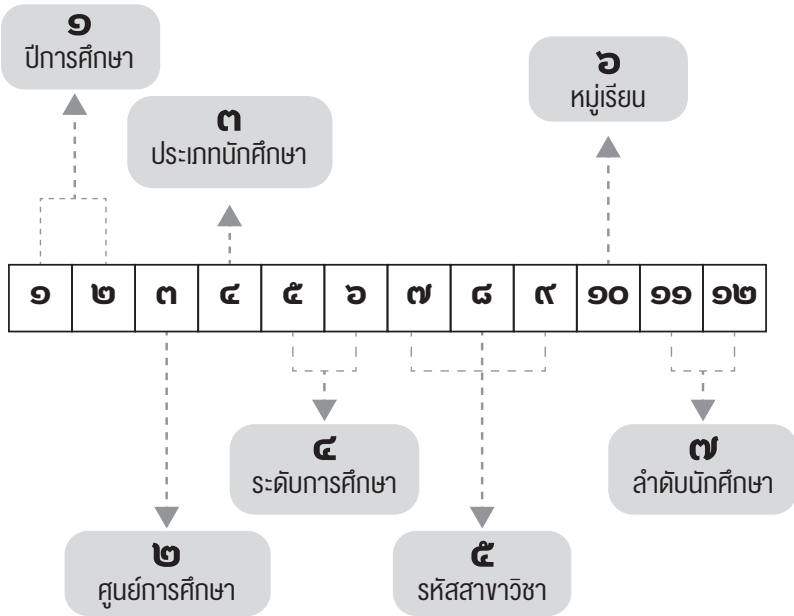 ๑
ปีการศึกษา
๖
หมู่เรียน
๓
ประเภทนักศึกษา
๑ ๒ ๓ ๔ ๕ ๖ ๗ ๘ ๙ ๑๐ ๑๑ ๑๒
๔
ระดับการศึกษา
๗
ลำดับนักศึกษา
๒
ศูนย์การศึกษา
๕
รหัสสาขาวิชา